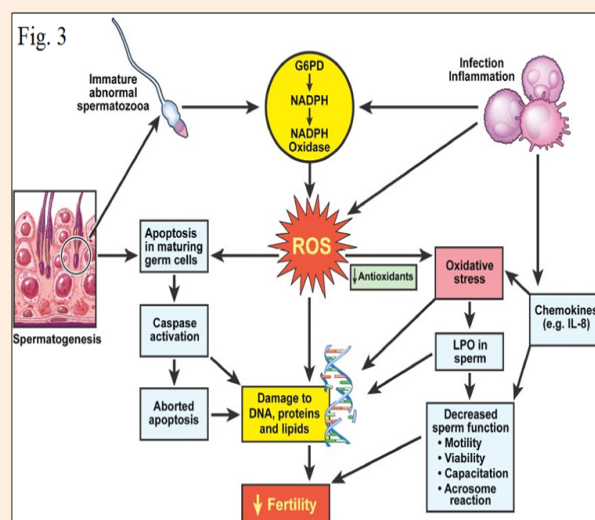 Fig. 3
Immature
abnormal
spermatozooa
G6PD
NADPH
NADPH
Oxidase
Infection
Inflammation
ROS
↓Antioxidants
Spermatogenesis
Apoptosis
in maturing
germ cells
Caspase
activation
Aborted
apoptosis
Damage to
DNA, proteins
and lipids
↓ Fertility
Oxidative
stress
LPO in
sperm
Chemokines
(e.g. IL-8)
Decreased
sperm function
• Motility
• Viability
• Capacitation
• Acrosome
reaction